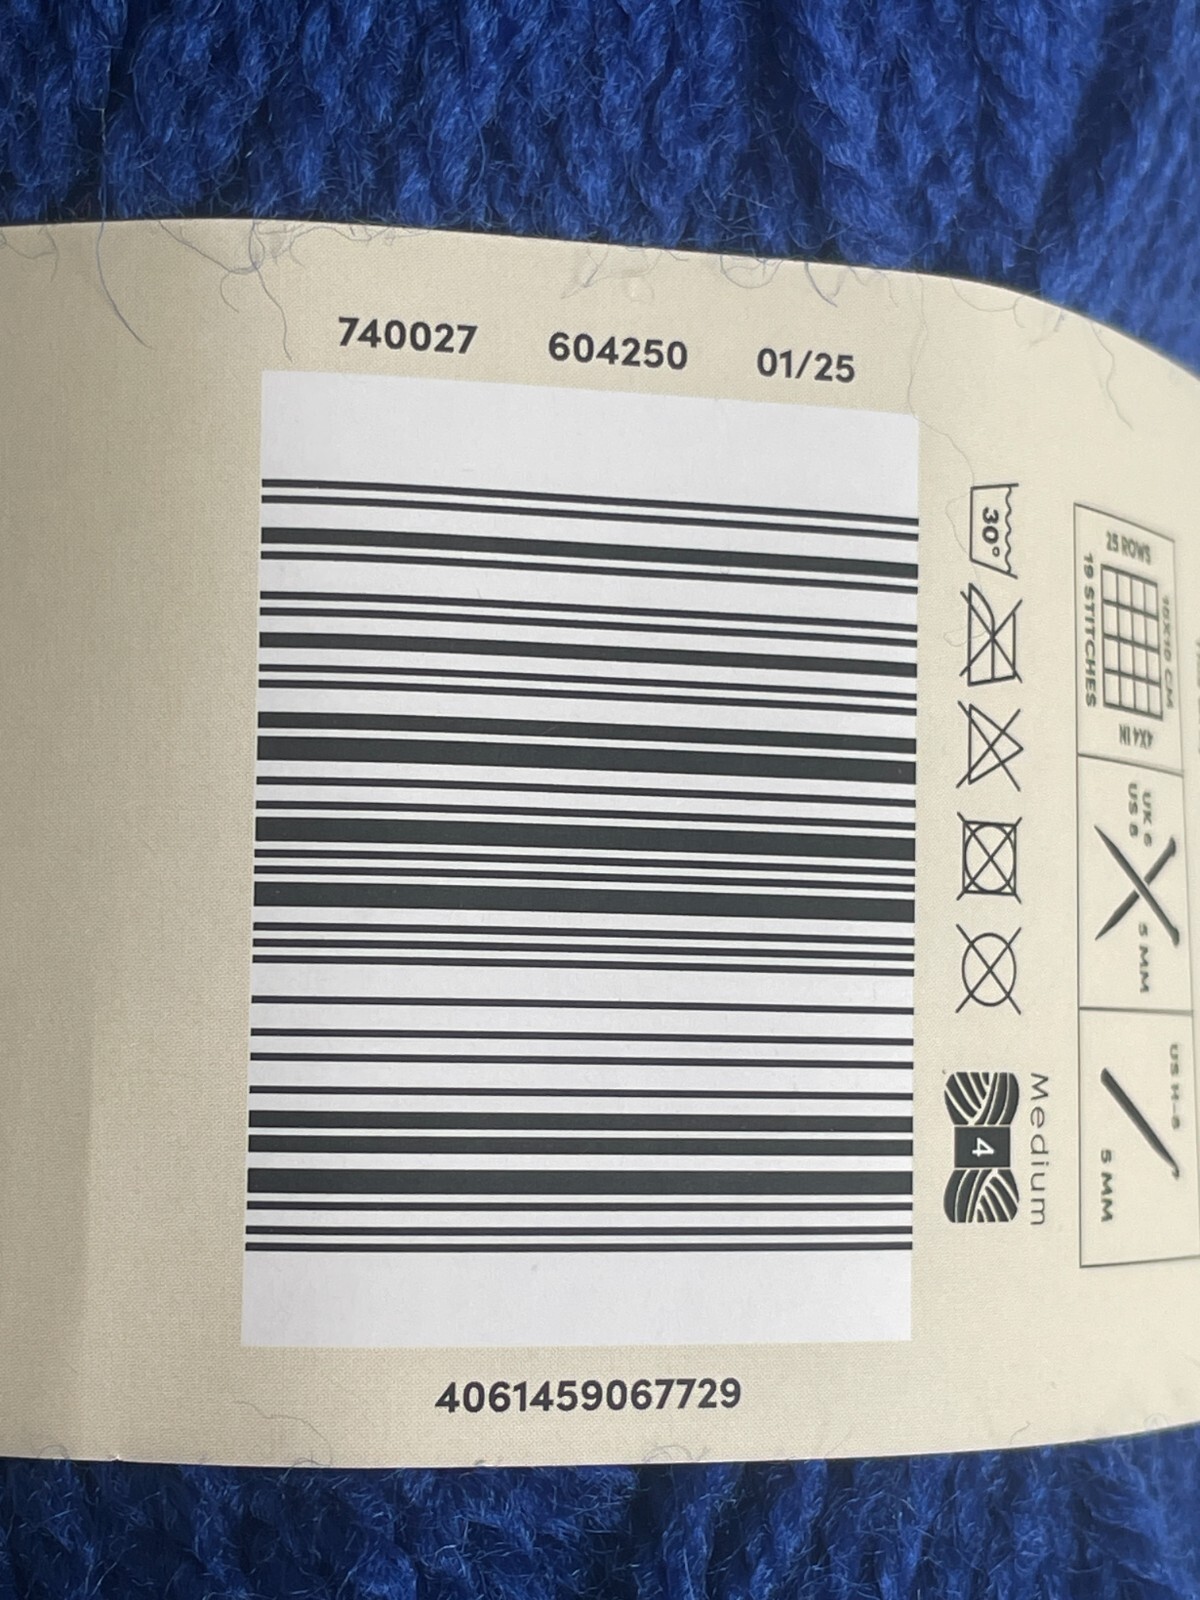 740027 604250 01/25
30°
25 ROWS
19 STITCHES
10X10 CM
4X4 IN
UK 6
US 8
5 MM
US H-8
5 MM
4
Medium
4061459067729